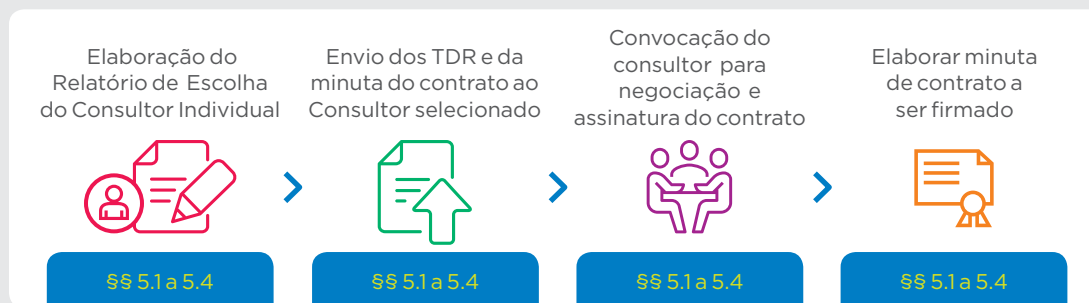 Elaboração do
Relatório de Escolha
do Consultor Individual
Envio dos TDR e da
minuta do contrato ao
Consultor selecionado
Convocação do
consultor para
negociação e
assinatura do contrato
Elaborar minuta
de contrato a
ser firmado
§§ 5.1 a 5.4
§§ 5.1 a 5.4
§§ 5.1 a 5.4
§§ 5.1 a 5.4